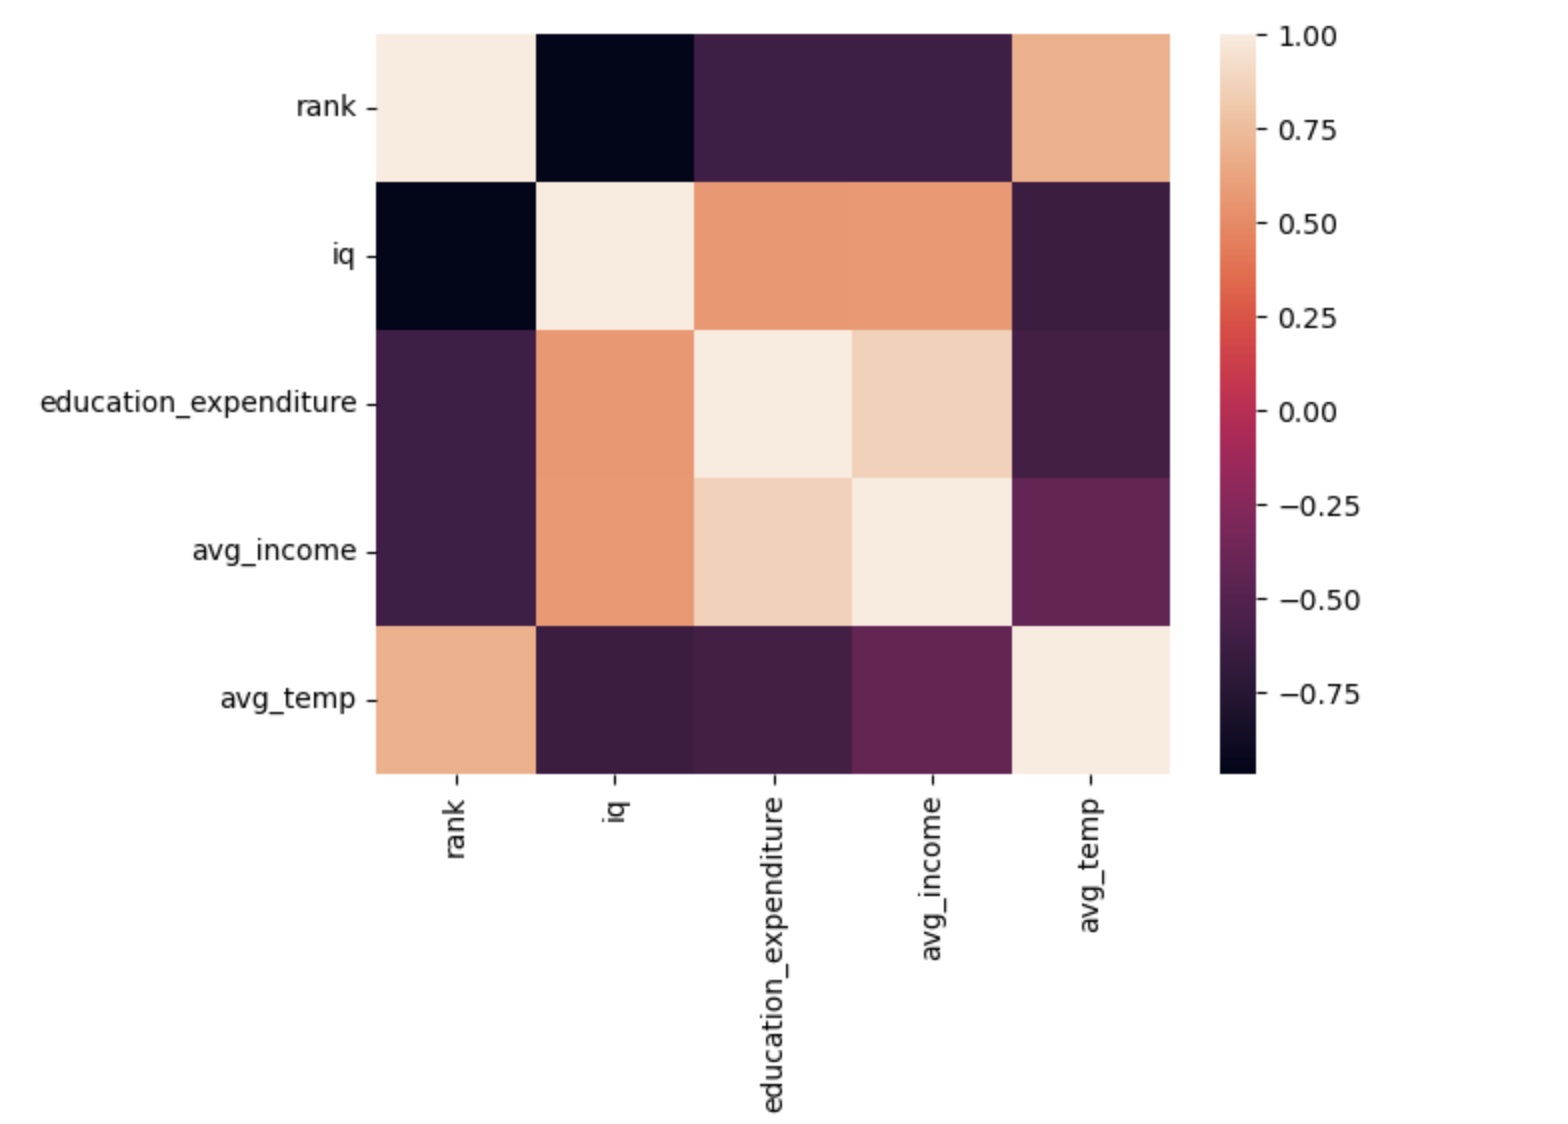 rank
iq
education_expenditure
avg_income
avg_temp
rank
iq
education_expenditure
avg_income
avg_temp
1.00
0.75
0.50
0.25
0.00
−0.25
−0.50
−0.75